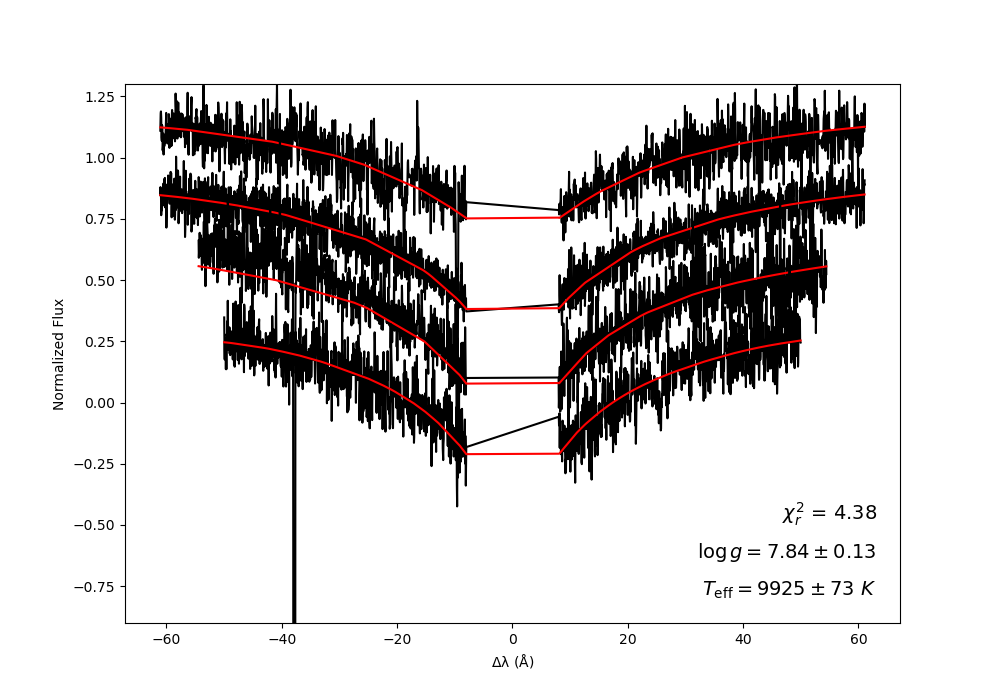 1.25
1.00
0.75
0.50
0.25
0.00
−0.25
−0.50
−0.75
Normalized Flux
χ²ᵣ = 4.38
log g = 7.84 ± 0.13
T_eff = 9925 ± 73 K
−60 −40 −20 0 20 40 60
Δλ (Å)